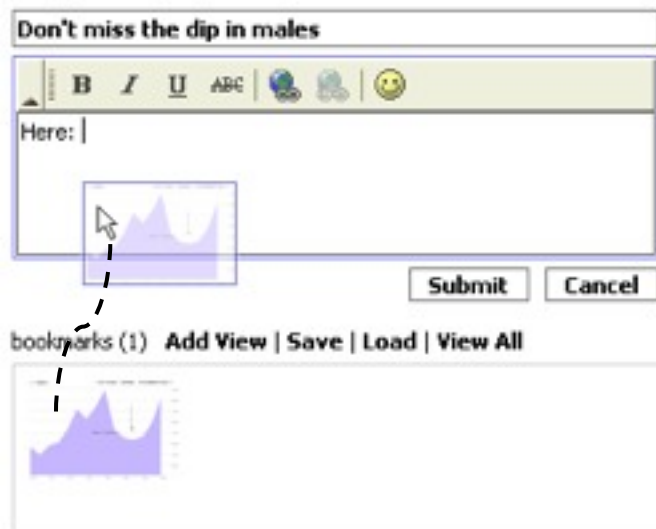 Don't miss the dip in males
B I U ABC
Here:
Submit Cancel
bookmarks (1) Add View | Save | Load | View All